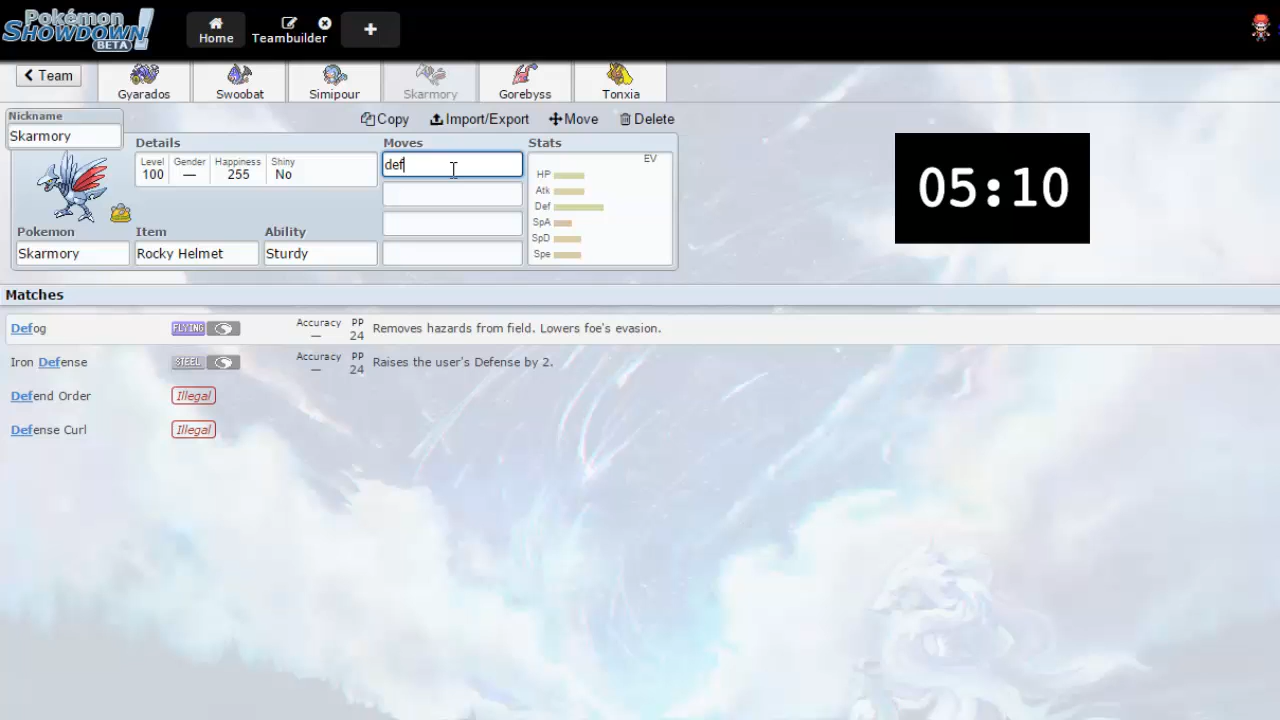 Pokémon
SHOWDOWN!
BETA
Home
Teambuilder
+
Team
Gyarados
Swoobat
Simipour
Skarmory
Gorebyss
Tonxia
Nickname
Skarmory
Copy
Import/Export
Move
Delete
Details
Moves
Stats
Level
Gender
Happiness
Shiny
100
—
255
No
def
EV
HP
Atk
Def
SpA
SpD
Spe
Pokemon
Item
Ability
Skarmory
Rocky Helmet
Sturdy
05:10
Matches
Defog FLYING Accuracy — PP 24 Removes hazards from field. Lowers foe's evasion.
Iron Defense STEEL Accuracy — PP 24 Raises the user's Defense by 2.
Defend Order Illegal
Defense Curl Illegal